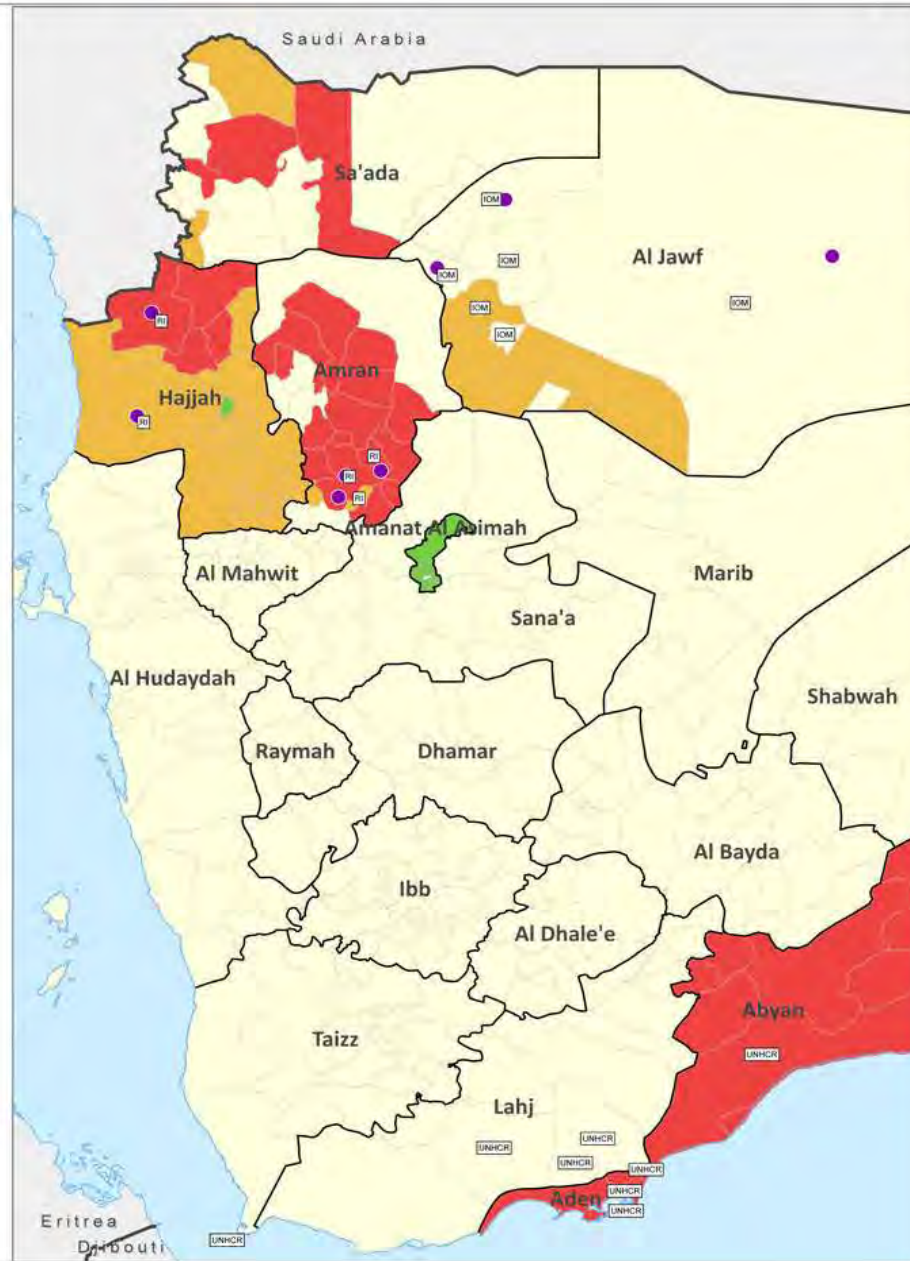 Saudi Arabia
Sa'ada
IOM
Al Jawf
IOM
IOM
IOM
IOM
RI
IOM
Amran
Hajjah
RI
RI
RI
RI
Amanat Al Asimah
Al Mahwit
Marib
Sana'a
Al Hudaydah
Shabwah
Raymah
Dhamar
Al Bayda
Ibb
Al Dhale'e
Abyan
Taizz
UNHCR
Lahj
UNHCR
UNHCR
UNHCR
UNHCR
UNHCR
Aden
UNHCR
Eritrea
UNHCR
Djibouti